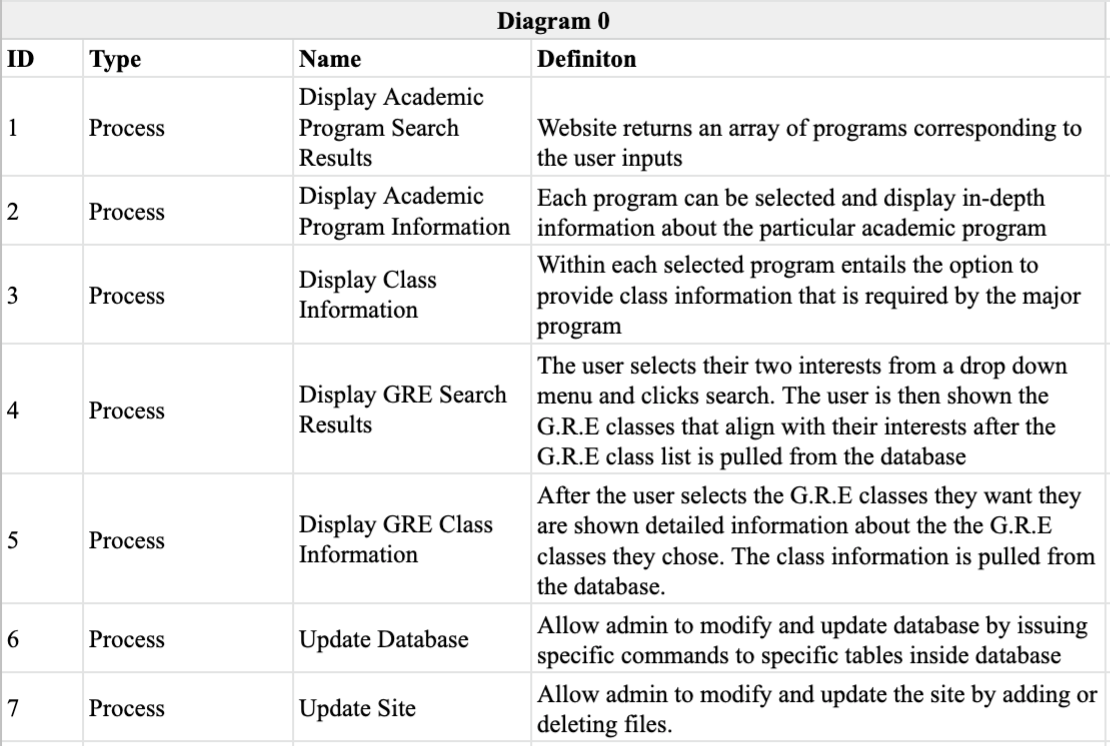 Diagram 0
ID Type Name Definiton
1 Process Display Academic
Program Search
Results Website returns an array of programs corresponding to
the user inputs
2 Process Display Academic
Program Information Each program can be selected and display in-depth
information about the particular academic program
3 Process Display Class
Information Within each selected program entails the option to
provide class information that is required by the major
program
4 Process Display GRE Search
Results The user selects their two interests from a drop down
menu and clicks search. The user is then shown the
G.R.E classes that align with their interests after the
G.R.E class list is pulled from the database
5 Process Display GRE Class
Information After the user selects the G.R.E classes they want they
are shown detailed information about the the G.R.E
classes they chose. The class information is pulled from
the database.
6 Process Update Database Allow admin to modify and update database by issuing
specific commands to specific tables inside database
7 Process Update Site Allow admin to modify and update the site by adding or
deleting files.